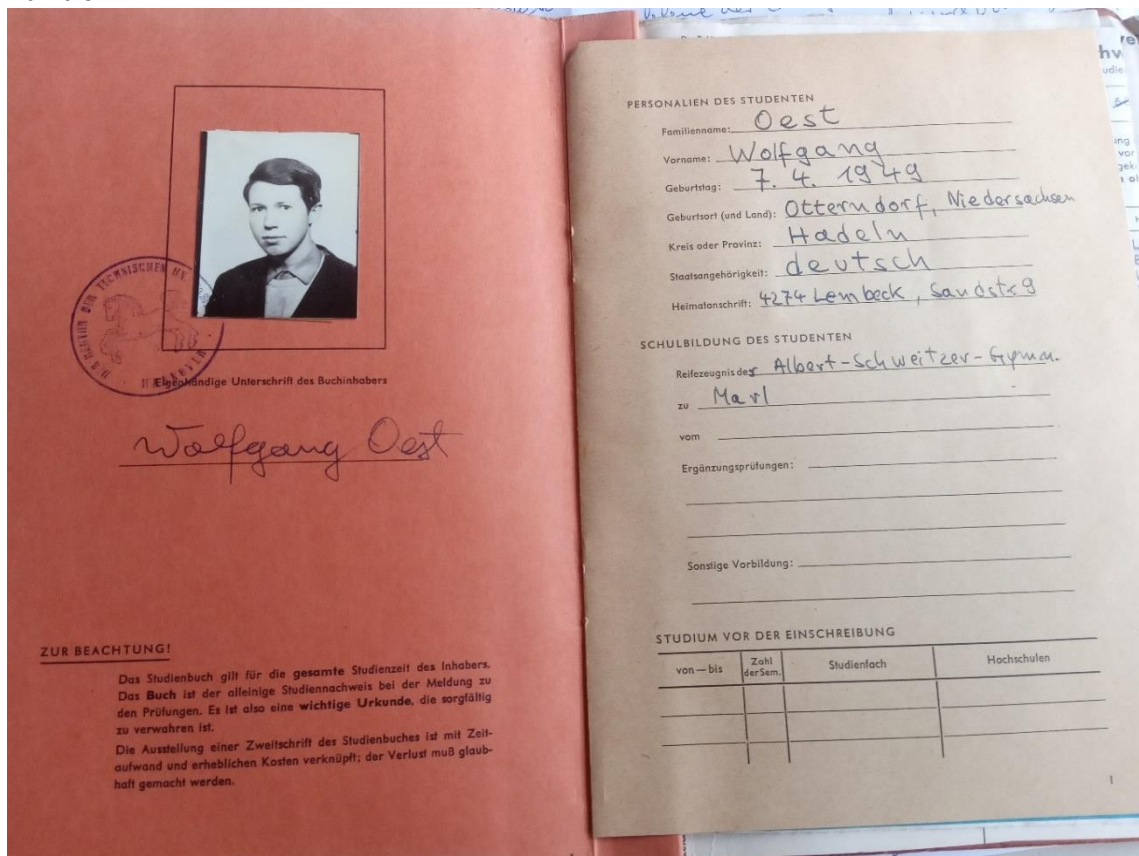 Eigenhändige Unterschrift des Buchinhabers
Wolfgang Oest
ZUR BEACHTUNG!
Das Studienbuch gilt für die gesamte Studienzeit des Inhabers.
Das Buch ist der alleinige Studiennachweis bei der Meldung zu
den Prüfungen. Es ist also eine wichtige Urkunde, die sorgfältig
zu verwahren ist.
Die Ausstellung einer Zweitschrift des Studienbuches ist mit Zeit-
aufwand und erheblichen Kosten verknüpft; der Verlust muß glaub-
haft gemacht werden.
PERSONALIEN DES STUDENTEN
Familienname: Oest
Vorname: Wolfgang
Geburtstag: 7. 4. 1949
Geburtsort (und Land): Otterndorf, Niedersachsen
Kreis oder Provinz: Hadeln
Staatsangehörigkeit: deutsch
Heimatanschrift: 4274 Lembeck, Sandstr 9
SCHULBILDUNG DES STUDENTEN
Reifezeugnis des Albert-Schweitzer-Gymn.
zu Marl
vom
Ergänzungsprüfungen:
Sonstige Vorbildung:
STUDIUM VOR DER EINSCHREIBUNG
von — bis Zahl der Sem. Studienfach Hochschulen
1